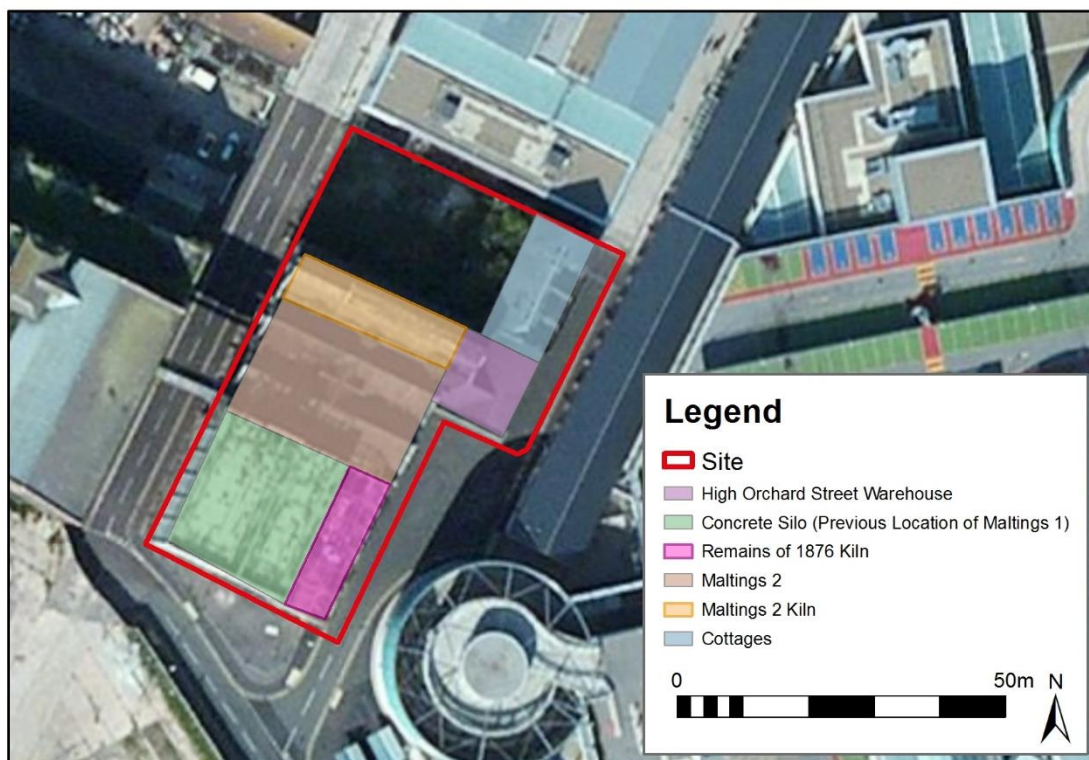 Legend
Site
High Orchard Street Warehouse
Concrete Silo (Previous Location of Maltings 1)
Remains of 1876 Kiln
Maltings 2
Maltings 2 Kiln
Cottages
0 50m N